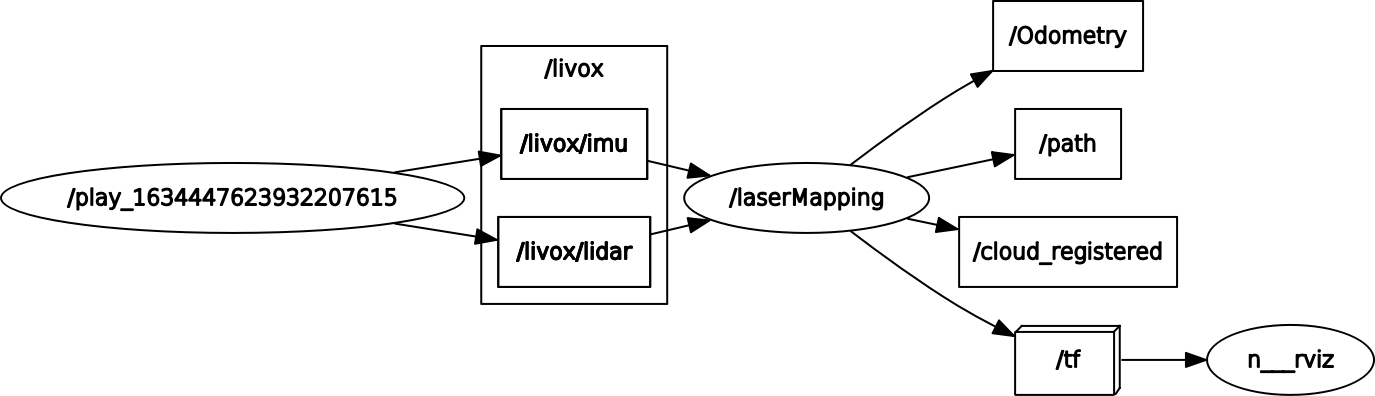 /Odometry
/livox
/livox/imu
/path
/play_1634447623932207615
/laserMapping
/livox/lidar
/cloud_registered
/tf
n___rviz